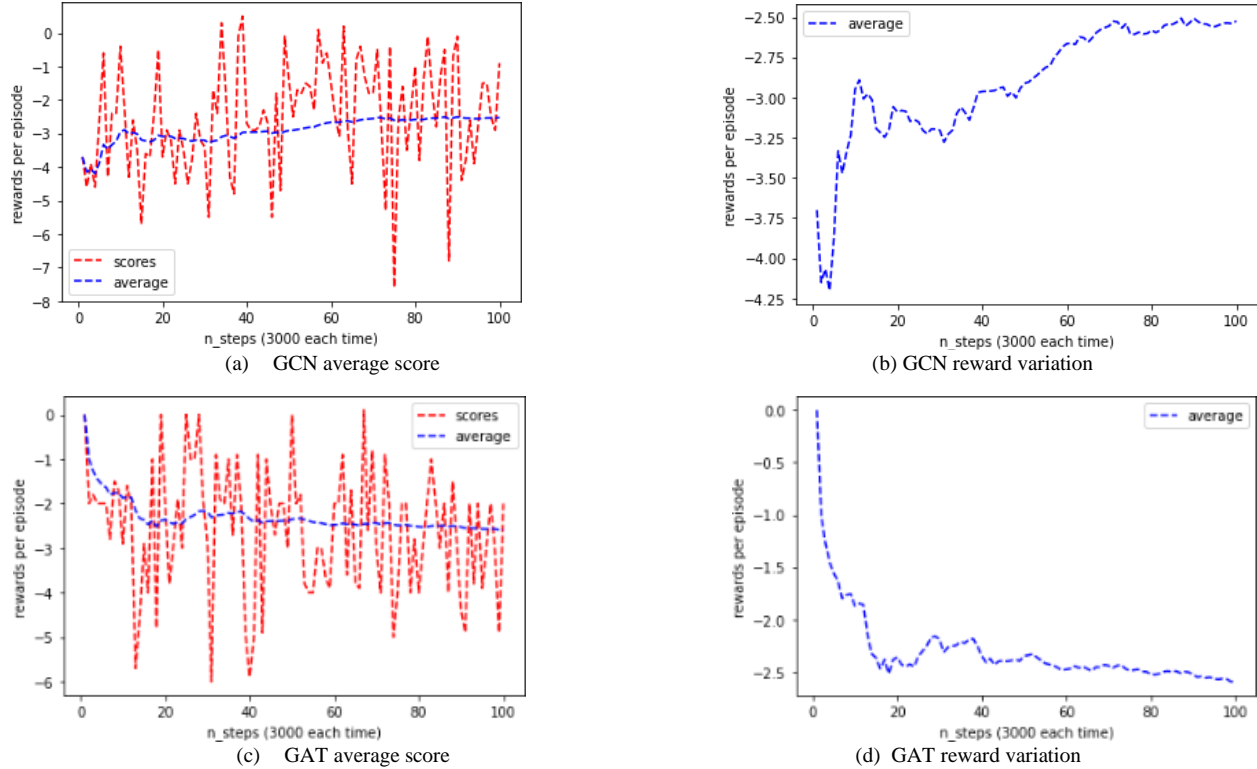 0
−1
−2
−3
−4
−5
−6
−7
−8
rewards per episode
scores
average
0 20 40 60 80 100
n_steps (3000 each time)
(a) GCN average score
−2.50
−2.75
−3.00
−3.25
−3.50
−3.75
−4.00
−4.25
rewards per episode
average
0 20 40 60 80 100
n_steps (3000 each time)
(b) GCN reward variation
0
−1
−2
−3
−4
−5
−6
rewards per episode
scores
average
0 20 40 60 80 100
n_steps (3000 each time)
(c) GAT average score
0.0
−0.5
−1.0
−1.5
−2.0
−2.5
rewards per episode
average
0 20 40 60 80 100
n_steps (3000 each time)
(d) GAT reward variation